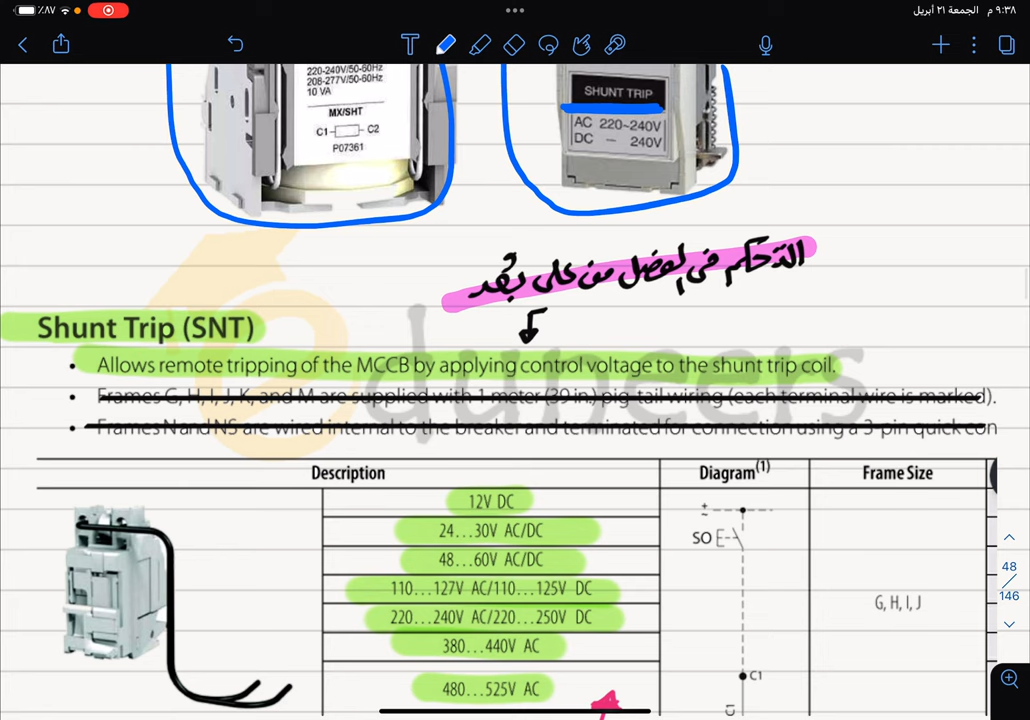 ٩:٣٨ م الجمعة ٢١ أبريل
٪٨٧
220-240V/50-60Hz
208-277V/50-60Hz
10 VA
MX/SHT
C1 C2
P07361
SHUNT TRIP
AC 220~240V
DC - 240V
التحكم في الفصل من على بُعد
Shunt Trip (SNT)
• Allows remote tripping of the MCCB by applying control voltage to the shunt trip coil.
• Frames G, H, I, J, K, and M are supplied with 1 meter (39 in.) pig-tail wiring (each terminal wire is marked).
• Frames N and NS are wired internal to the breaker and terminated for connection using a 3-pin quick con
eduneers
Description Diagram(1) Frame Size
12V DC
24…30V AC/DC
48…60V AC/DC
110…127V AC/110…125V DC
220…240V AC/220…250V DC
380…440V AC
480…525V AC
SO
C1
G, H, I, J
48
146